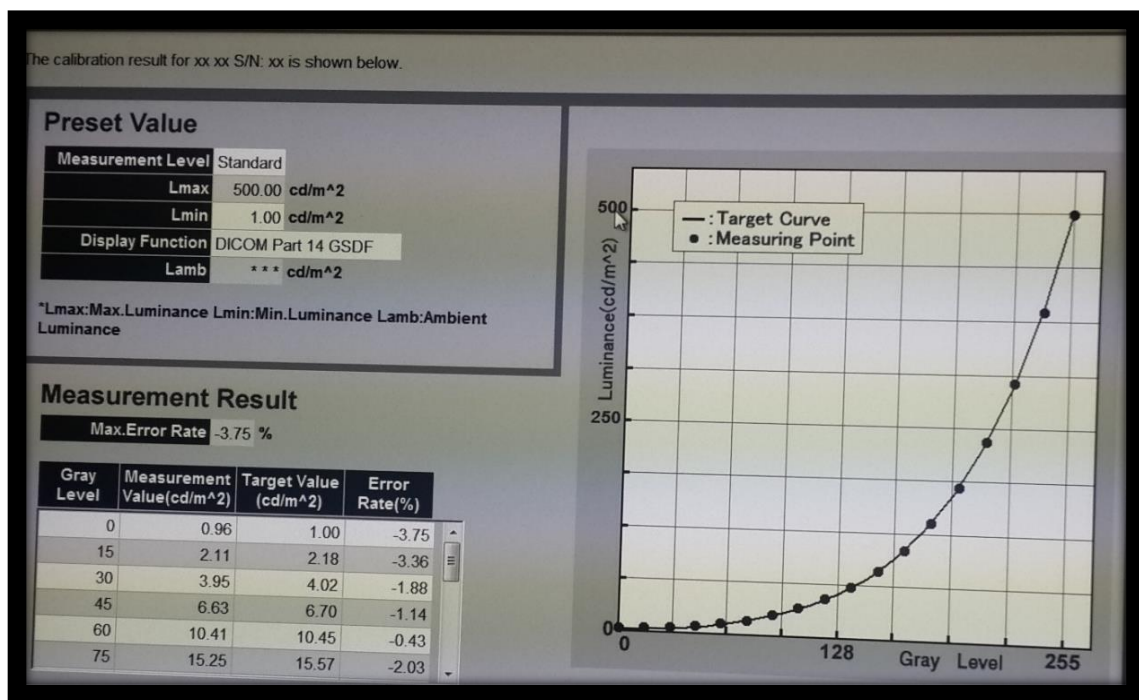 The calibration result for xx xx S/N: xx is shown below.
Preset Value
Measurement Level Standard
Lmax 500.00 cd/m^2
Lmin 1.00 cd/m^2
Display Function DICOM Part 14 GSDF
Lamb *** cd/m^2
*Lmax:Max.Luminance Lmin:Min.Luminance Lamb:Ambient
Luminance
Measurement Result
Max.Error Rate -3.75 %
Gray Level Measurement Value(cd/m^2) Target Value (cd/m^2) Error Rate(%)
0 0.96 1.00 -3.75
15 2.11 2.18 -3.36
30 3.95 4.02 -1.88
45 6.63 6.70 -1.14
60 10.41 10.45 -0.43
75 15.25 15.57 -2.03
500
— : Target Curve
● : Measuring Point
Luminance(cd/m^2)
250
0
0 128 Gray Level 255